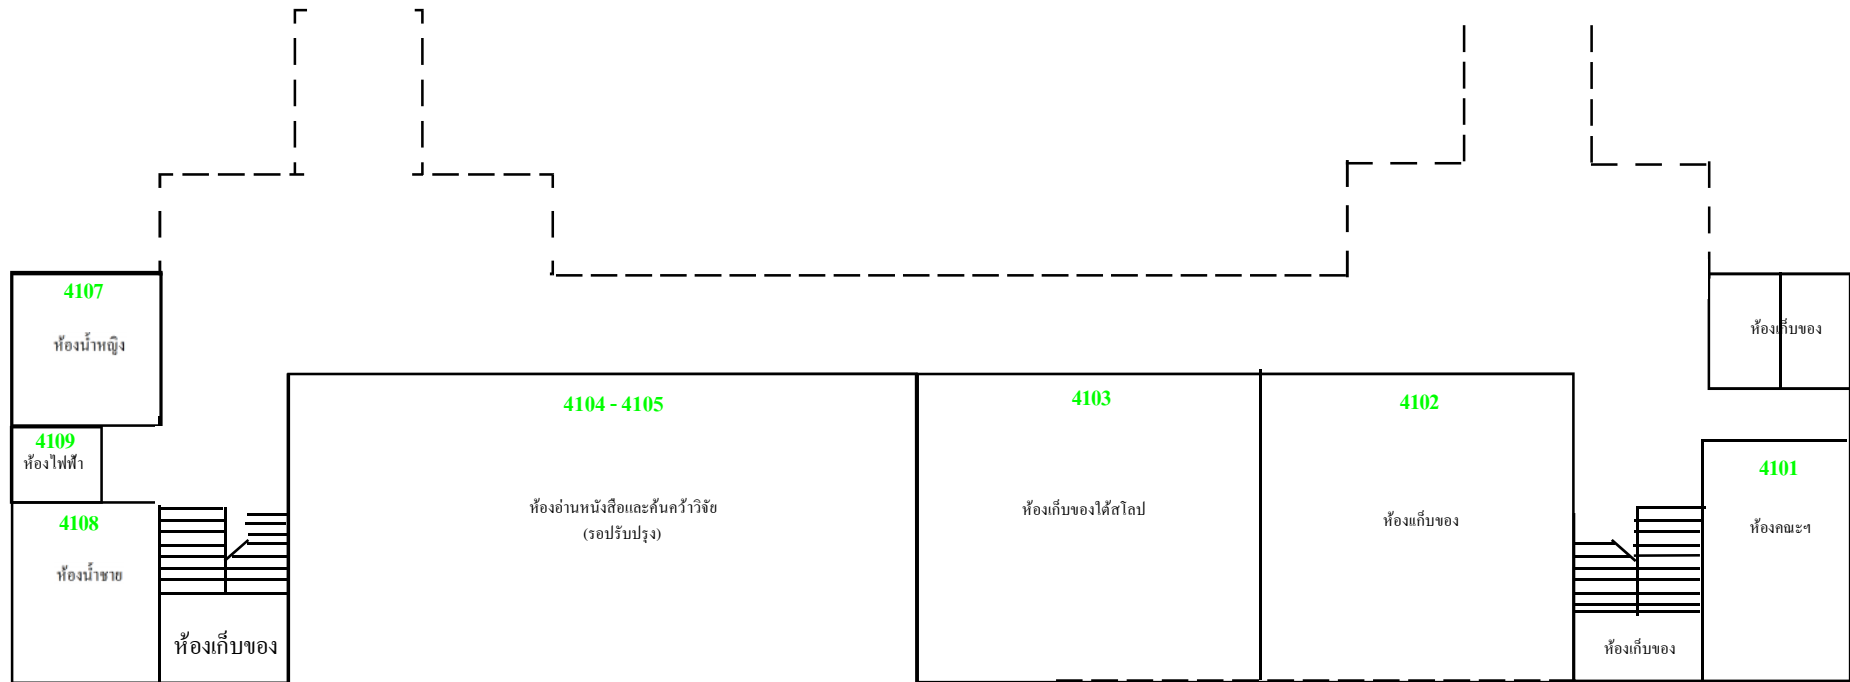 4107
ห้องน้ำหญิง
4109
ห้องไฟฟ้า
4108
ห้องน้ำชาย
ห้องเก็บของ
4104 - 4105
ห้องอ่านหนังสือและค้นคว้าวิจัย
(รอปรับปรุง)
4103
ห้องเก็บของใต้สโลป
4102
ห้องแก็บของ
ห้องเก็บของ
4101
ห้องคณะฯ
ห้องเก็บของ